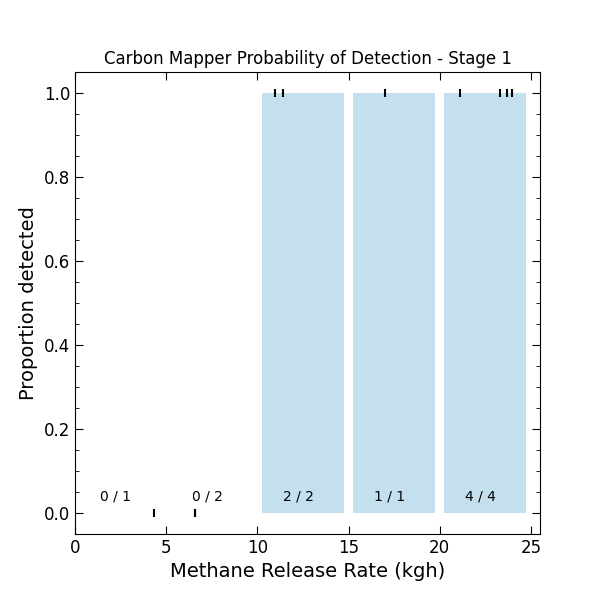 Carbon Mapper Probability of Detection - Stage 1
1.0
0.8
0.6
0.4
0.2
0.0
Proportion detected
0 / 1 0 / 2 2 / 2 1 / 1 4 / 4
0 5 10 15 20 25
Methane Release Rate (kgh)